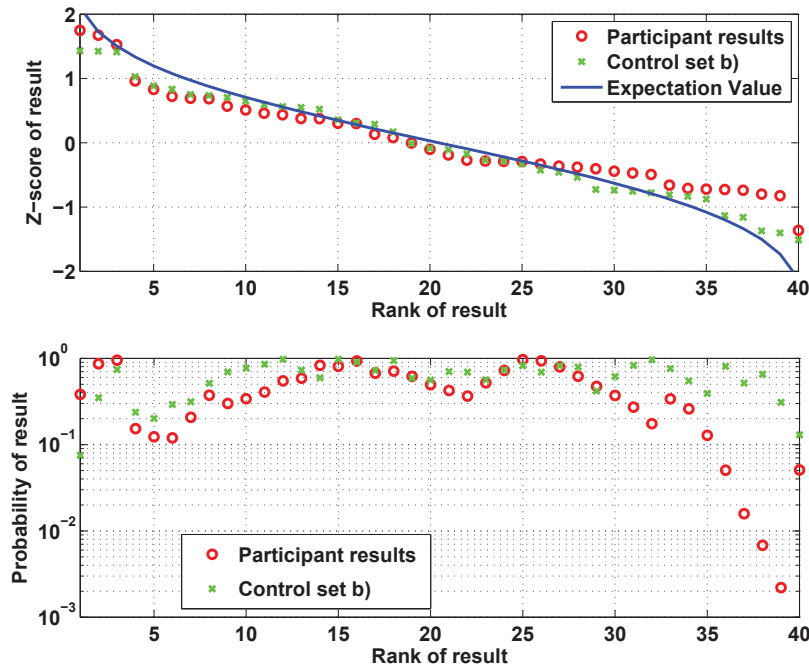 2
1
0
−1
−2
Z−score of result
Participant results
Control set b)
Expectation Value
5
10
15
20
25
30
35
40
Rank of result
10^0
10^−1
10^−2
10^−3
Probability of result
Participant results
Control set b)
5
10
15
20
25
30
35
40
Rank of result